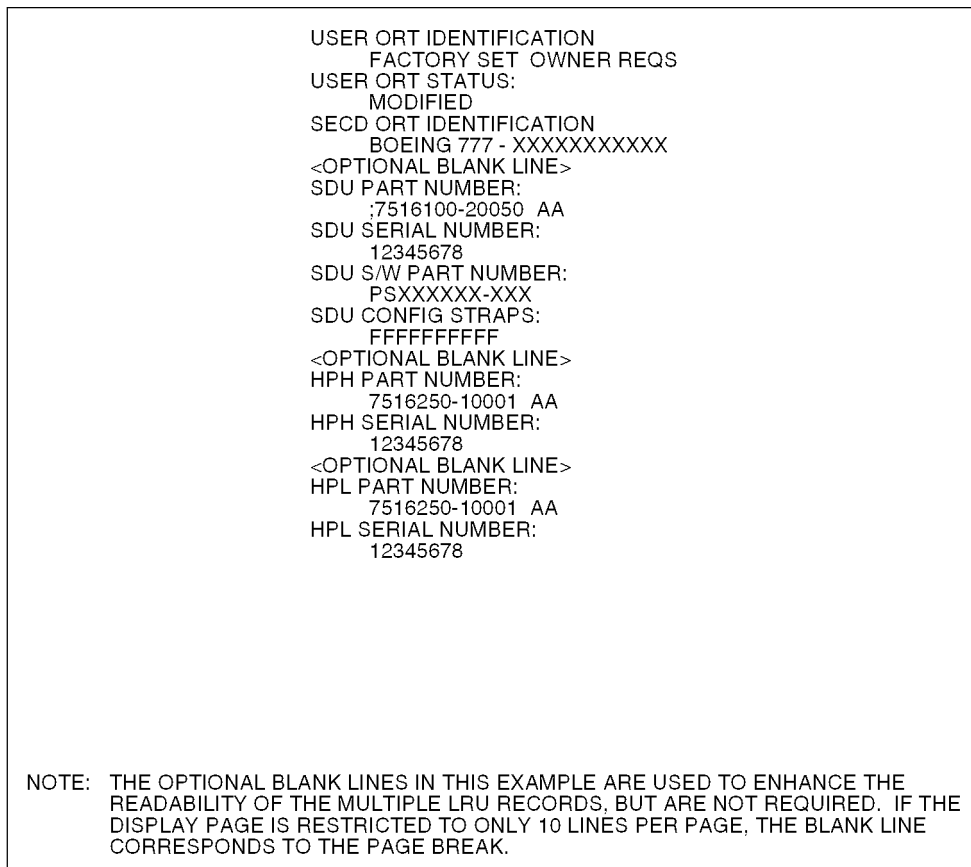 USER ORT IDENTIFICATION
FACTORY SET OWNER REQS
USER ORT STATUS:
MODIFIED
SECD ORT IDENTIFICATION
BOEING 777 - XXXXXXXXXXX
<OPTIONAL BLANK LINE>
SDU PART NUMBER:
;7516100-20050 AA
SDU SERIAL NUMBER:
12345678
SDU S/W PART NUMBER:
PSXXXXXX-XXX
SDU CONFIG STRAPS:
FFFFFFFFFF
<OPTIONAL BLANK LINE>
HPH PART NUMBER:
7516250-10001 AA
HPH SERIAL NUMBER:
12345678
<OPTIONAL BLANK LINE>
HPL PART NUMBER:
7516250-10001 AA
HPL SERIAL NUMBER:
12345678
NOTE: THE OPTIONAL BLANK LINES IN THIS EXAMPLE ARE USED TO ENHANCE THE
READABILITY OF THE MULTIPLE LRU RECORDS, BUT ARE NOT REQUIRED. IF THE
DISPLAY PAGE IS RESTRICTED TO ONLY 10 LINES PER PAGE, THE BLANK LINE
CORRESPONDS TO THE PAGE BREAK.